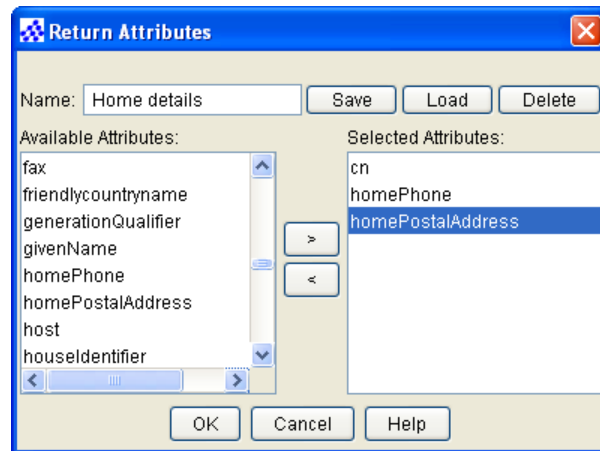 Return Attributes
Name: Home details Save Load Delete
Available Attributes: Selected Attributes:
fax cn
friendlycountryname homePhone
generationQualifier homePostalAddress
givenName
homePhone
homePostalAddress
host
houseIdentifier
>
<
OK Cancel Help